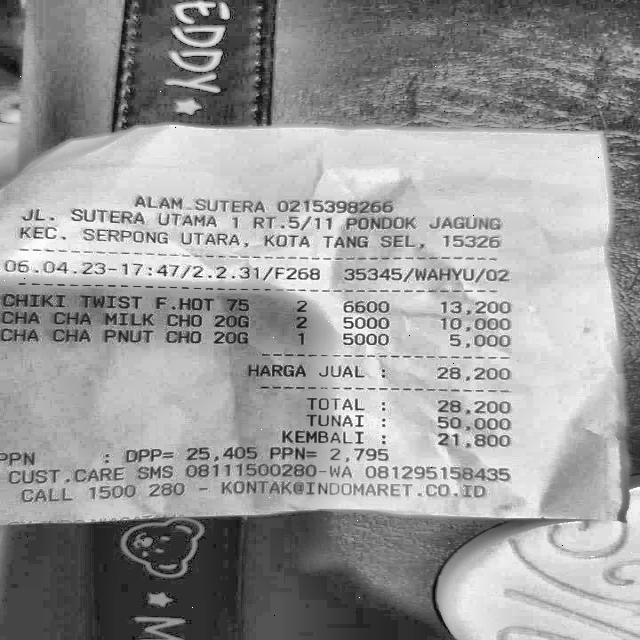 EDDY
ALAM SUTERA 0215398266
JL. SUTERA UTAMA 1 RT.5/11 PONDOK JAGUNG
KEC. SERPONG UTARA, KOTA TANG SEL, 15326
06.04.23-17:47/2.2.31/F268 35345/WAHYU/02
CHIKI TWIST F.HOT 75 2 6600 13,200
CHA CHA MILK CHO 20G 2 5000 10,000
CHA CHA PNUT CHO 20G 1 5000 5,000
HARGA JUAL : 28,200
TOTAL : 28,200
TUNAI : 50,000
KEMBALI : 21,800
PPN : DPP= 25,405 PPN= 2,795
CUST.CARE SMS 08111500280-WA 081295158435
CALL 1500 280 - KONTAK@INDOMARET.CO.ID
M